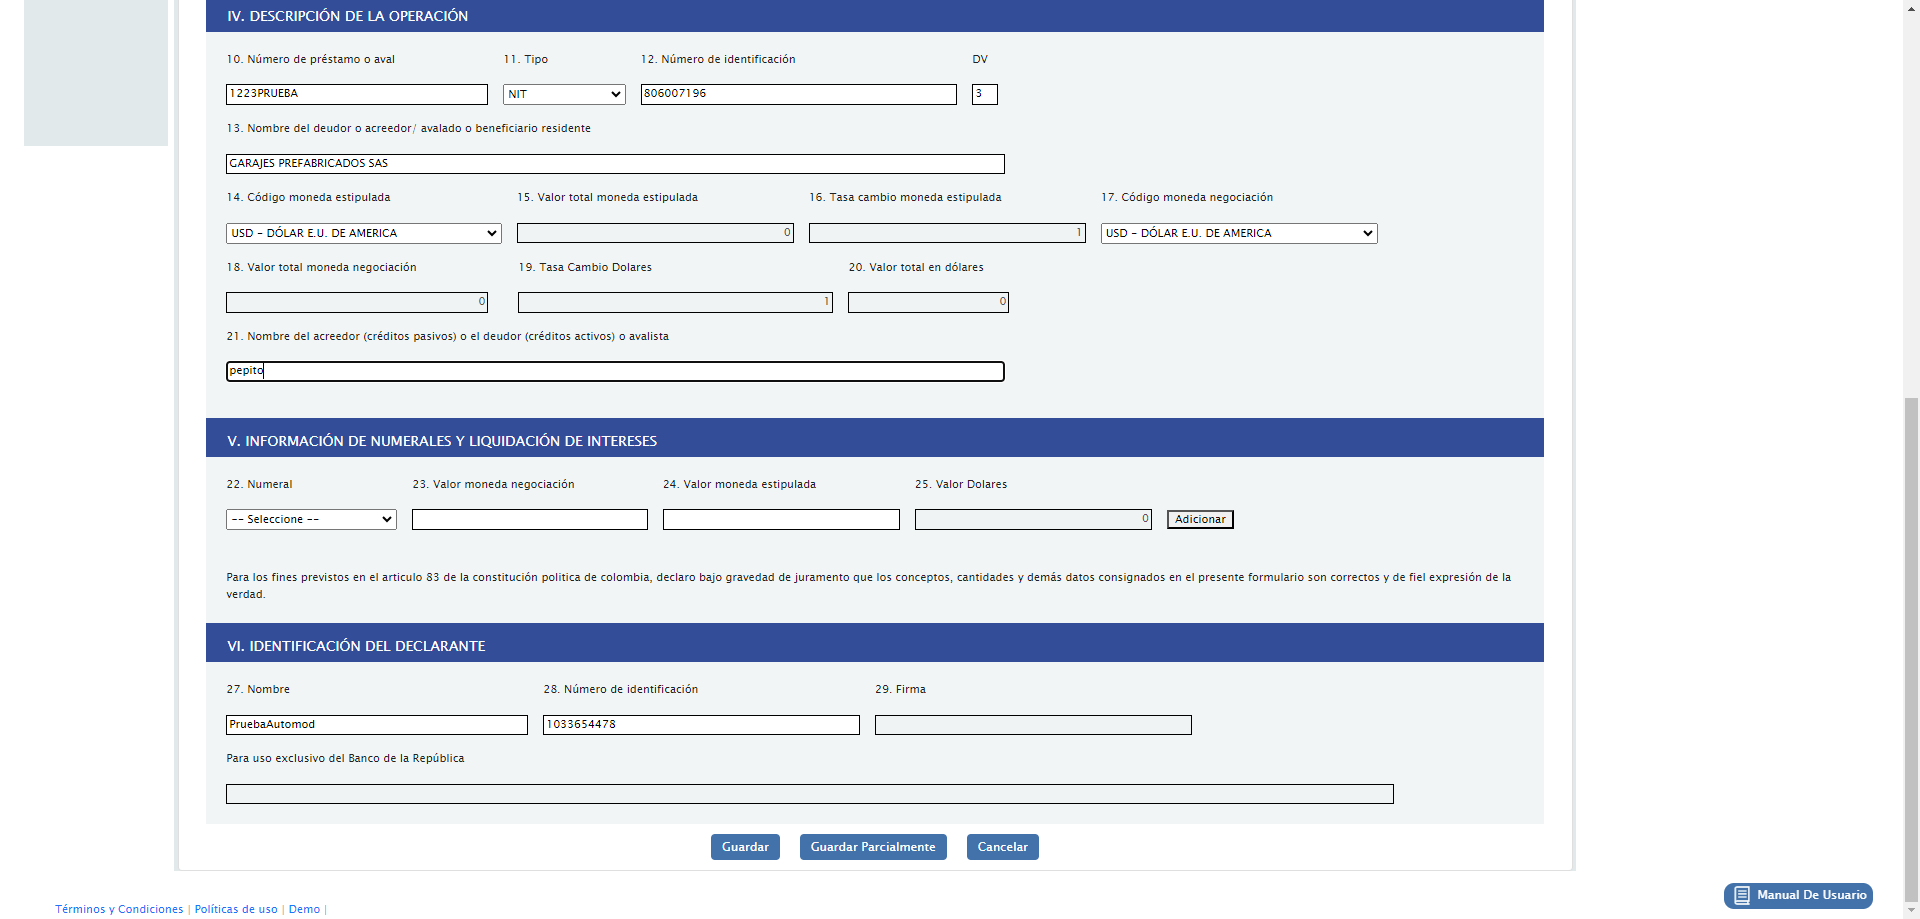 IV. DESCRIPCIÓN DE LA OPERACIÓN
10. Número de préstamo o aval 11. Tipo 12. Número de identificación DV
1223PRUEBA NIT 806007196 3
13. Nombre del deudor o acreedor/ avalado o beneficiario residente
GARAJES PREFABRICADOS SAS
14. Código moneda estipulada 15. Valor total moneda estipulada 16. Tasa cambio moneda estipulada 17. Código moneda negociación
USD - DÓLAR E.U. DE AMERICA 0 1 USD - DÓLAR E.U. DE AMERICA
18. Valor total moneda negociación 19. Tasa Cambio Dolares 20. Valor total en dólares
0 1 0
21. Nombre del acreedor (créditos pasivos) o el deudor (créditos activos) o avalista
pepito
V. INFORMACIÓN DE NUMERALES Y LIQUIDACIÓN DE INTERESES
22. Numeral 23. Valor moneda negociación 24. Valor moneda estipulada 25. Valor Dolares
-- Seleccione -- 0 Adicionar
Para los fines previstos en el articulo 83 de la constitución politica de colombia, declaro bajo gravedad de juramento que los conceptos, cantidades y demás datos consignados en el presente formulario son correctos y de fiel expresión de la
verdad.
VI. IDENTIFICACIÓN DEL DECLARANTE
27. Nombre 28. Número de identificación 29. Firma
PruebaAutomod 1033654478
Para uso exclusivo del Banco de la República
Guardar Guardar Parcialmente Cancelar
Manual De Usuario
Términos y Condiciones | Políticas de uso | Demo |